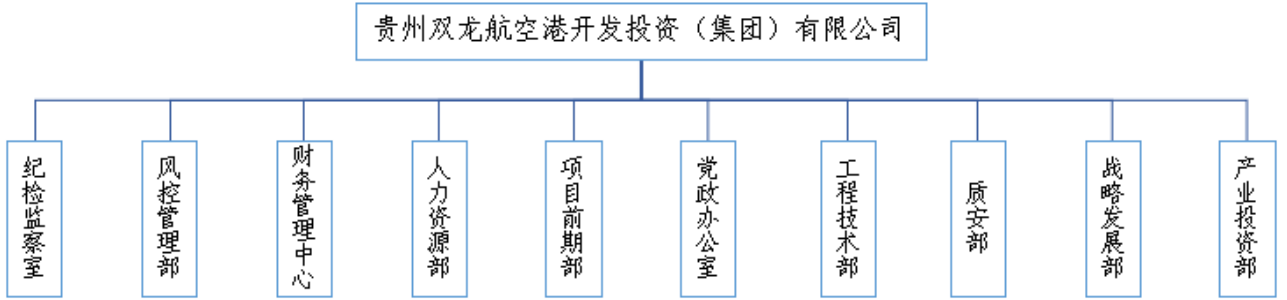 贵州双龙航空港开发投资（集团）有限公司
纪检监察室
风控管理部
财务管理中心
人力资源部
项目前期部
党政办公室
工程技术部
质安部
战略发展部
产业投资部